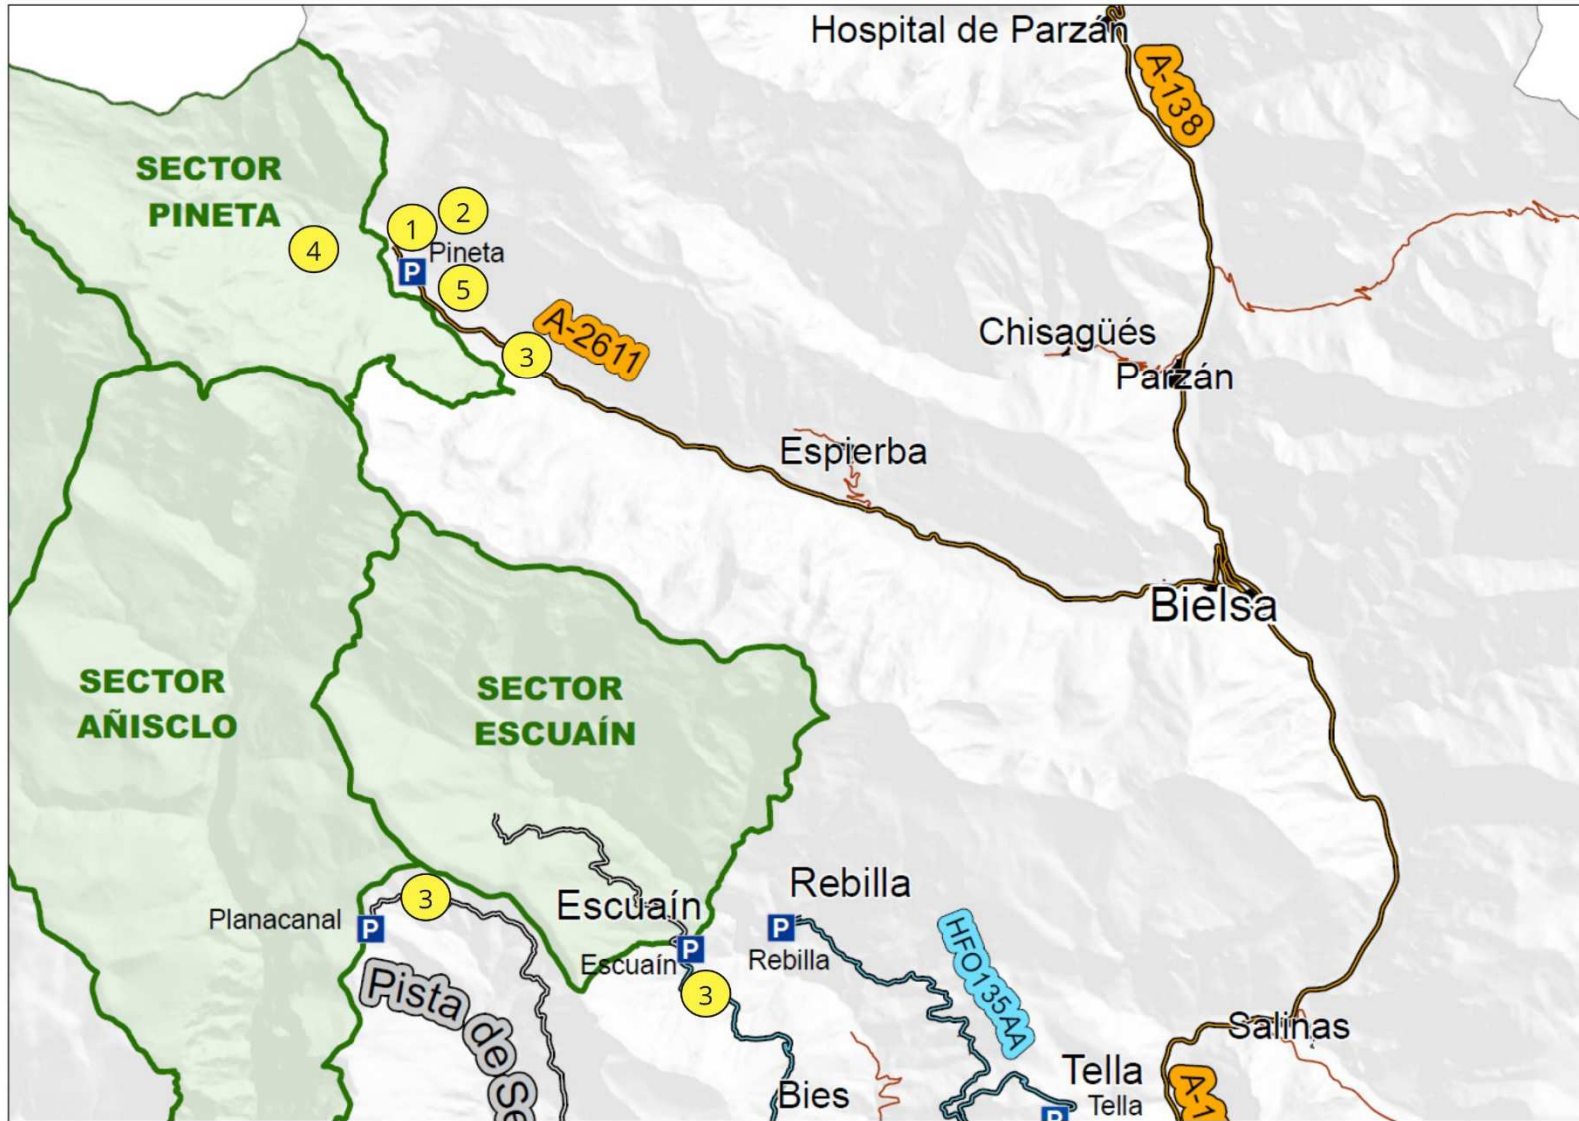 Hospital de Parzán
A-138
SECTOR
PINETA
1
2
4
Pineta
P
5
A-2611
3
Chisagüés
Parzán
Espierba
Bielsa
SECTOR
AÑISCLO
SECTOR
ESCUAÍN
Escuaín
Rebilla
3
Planacanal
P
P
Rebilla
P
Escuaín
HFO135AA
3
Pista de Se
Salinas
Tella
Tella
P
Bies
A-1